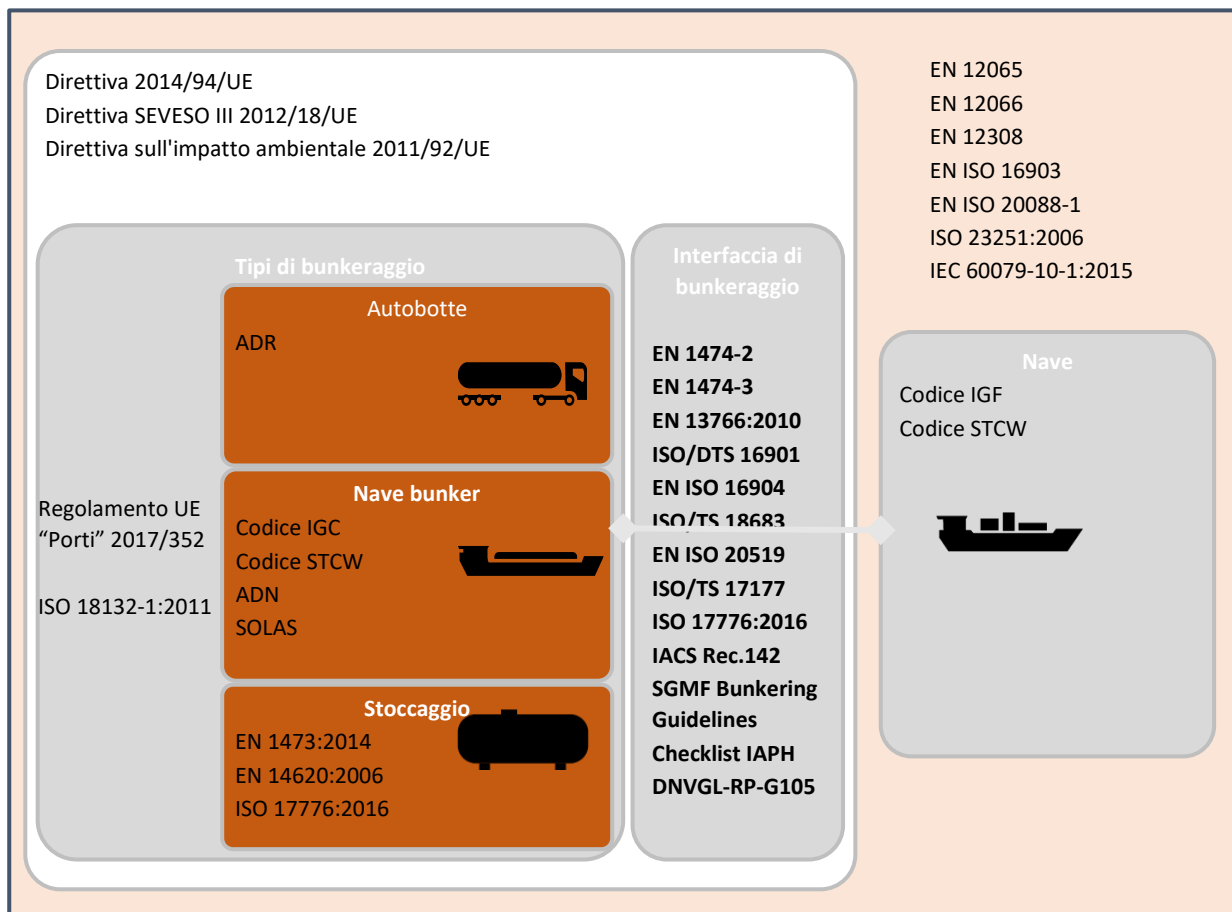 Direttiva 2014/94/UE
Direttiva SEVESO III 2012/18/UE
Direttiva sull'impatto ambientale 2011/92/UE
Tipi di bunkeraggio
Regolamento UE
“Porti” 2017/352
ISO 18132-1:2011
Autobotte
ADR
Nave bunker
Codice IGC
Codice STCW
ADN
SOLAS
Stoccaggio
EN 1473:2014
EN 14620:2006
ISO 17776:2016
Interfaccia di
bunkeraggio
EN 1474-2
EN 1474-3
EN 13766:2010
ISO/DTS 16901
EN ISO 16904
ISO/TS 18683
EN ISO 20519
ISO/TS 17177
ISO 17776:2016
IACS Rec.142
SGMF Bunkering
Guidelines
Checklist IAPH
DNVGL-RP-G105
EN 12065
EN 12066
EN 12308
EN ISO 16903
EN ISO 20088-1
ISO 23251:2006
IEC 60079-10-1:2015
Nave
Codice IGF
Codice STCW